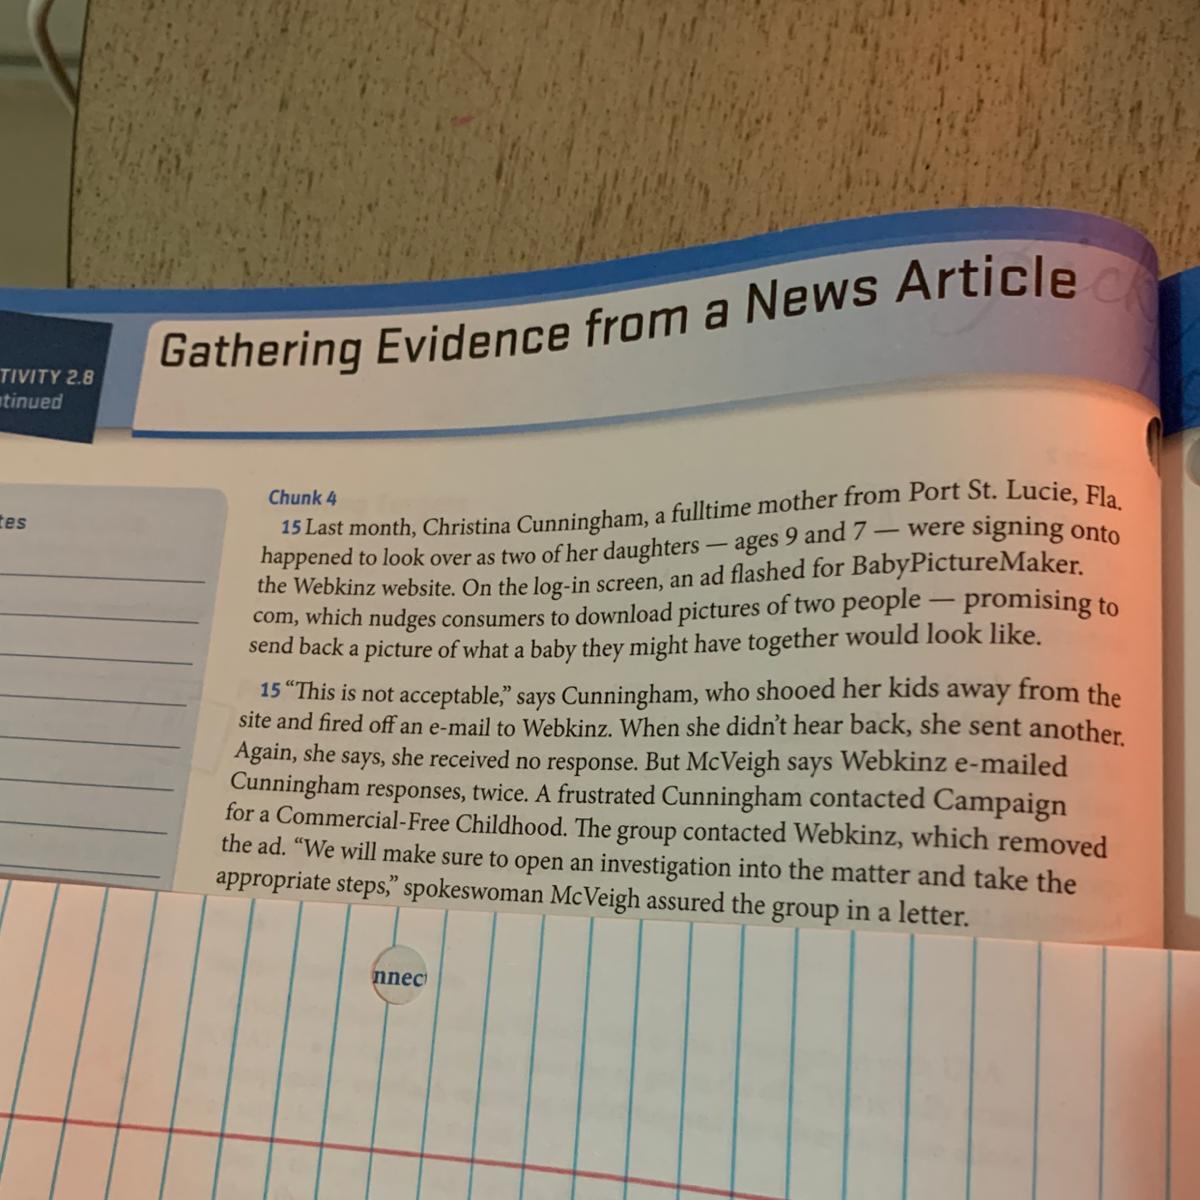 Gathering Evidence from a News Article
TIVITY 2.8
tinued
tes
Chunk 4
15 Last month, Christina Cunningham, a fulltime mother from Port St. Lucie, Fla.
happened to look over as two of her daughters — ages 9 and 7 — were signing onto
the Webkinz website. On the log-in screen, an ad flashed for BabyPictureMaker.
com, which nudges consumers to download pictures of two people — promising to
send back a picture of what a baby they might have together would look like.
15 “This is not acceptable,” says Cunningham, who shooed her kids away from the
site and fired off an e-mail to Webkinz. When she didn’t hear back, she sent another.
Again, she says, she received no response. But McVeigh says Webkinz e-mailed
Cunningham responses, twice. A frustrated Cunningham contacted Campaign
for a Commercial-Free Childhood. The group contacted Webkinz, which removed
the ad. “We will make sure to open an investigation into the matter and take the
appropriate steps,” spokeswoman McVeigh assured the group in a letter.
nnect